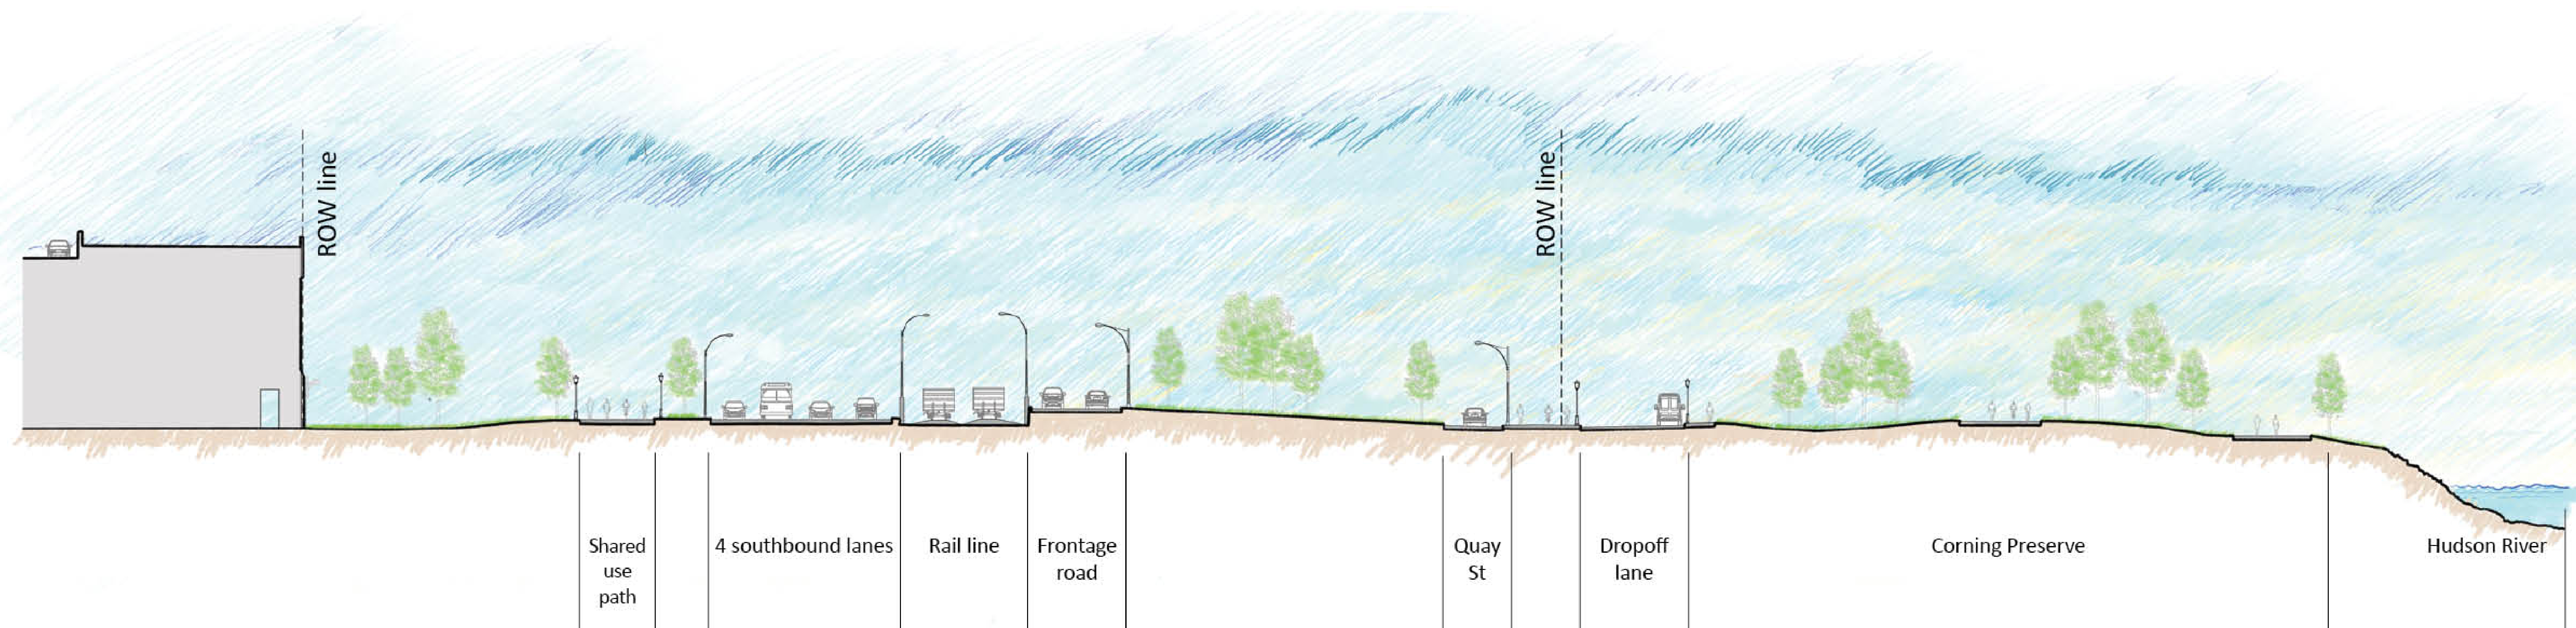 ROW line
ROW line
Shared
use
path
4 southbound lanes
Rail line
Frontage
road
Quay
St
Dropoff
lane
Corning Preserve
Hudson River